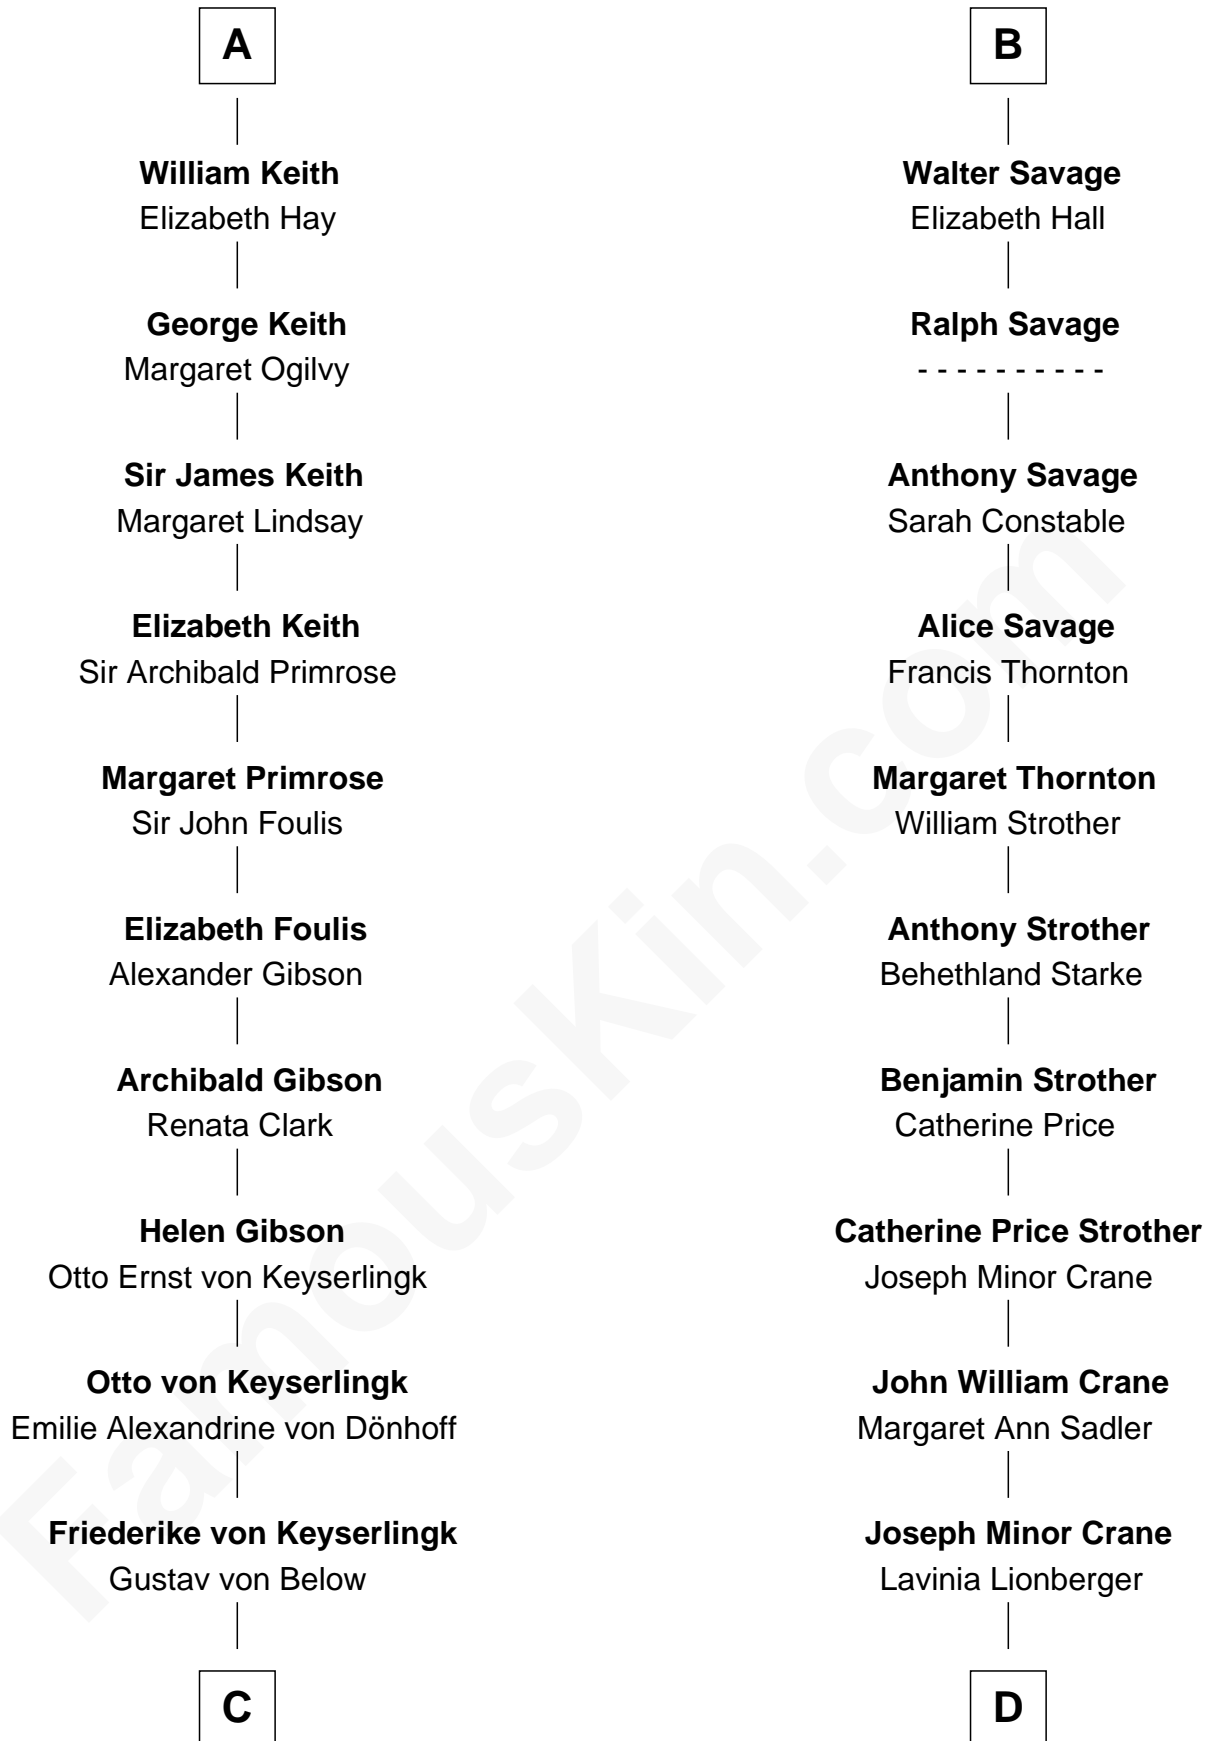 A
William Keith
Elizabeth Hay
George Keith
Margaret Ogilvy
Sir James Keith
Margaret Lindsay
Elizabeth Keith
Sir Archibald Primrose
Margaret Primrose
Sir John Foulis
Elizabeth Foulis
Alexander Gibson
Archibald Gibson
Renata Clark
Helen Gibson
Otto Ernst von Keyserlingk
Otto von Keyserlingk
Emilie Alexandrine von Dönhoff
Friederike von Keyserlingk
Gustav von Below
C
B
Walter Savage
Elizabeth Hall
Ralph Savage
- - - - - - - - - -
Anthony Savage
Sarah Constable
Alice Savage
Francis Thornton
Margaret Thornton
William Strother
Anthony Strother
Behethland Starke
Benjamin Strother
Catherine Price
Catherine Price Strother
Joseph Minor Crane
John William Crane
Margaret Ann Sadler
Joseph Minor Crane
Lavinia Lionberger
D
FamousKin.com